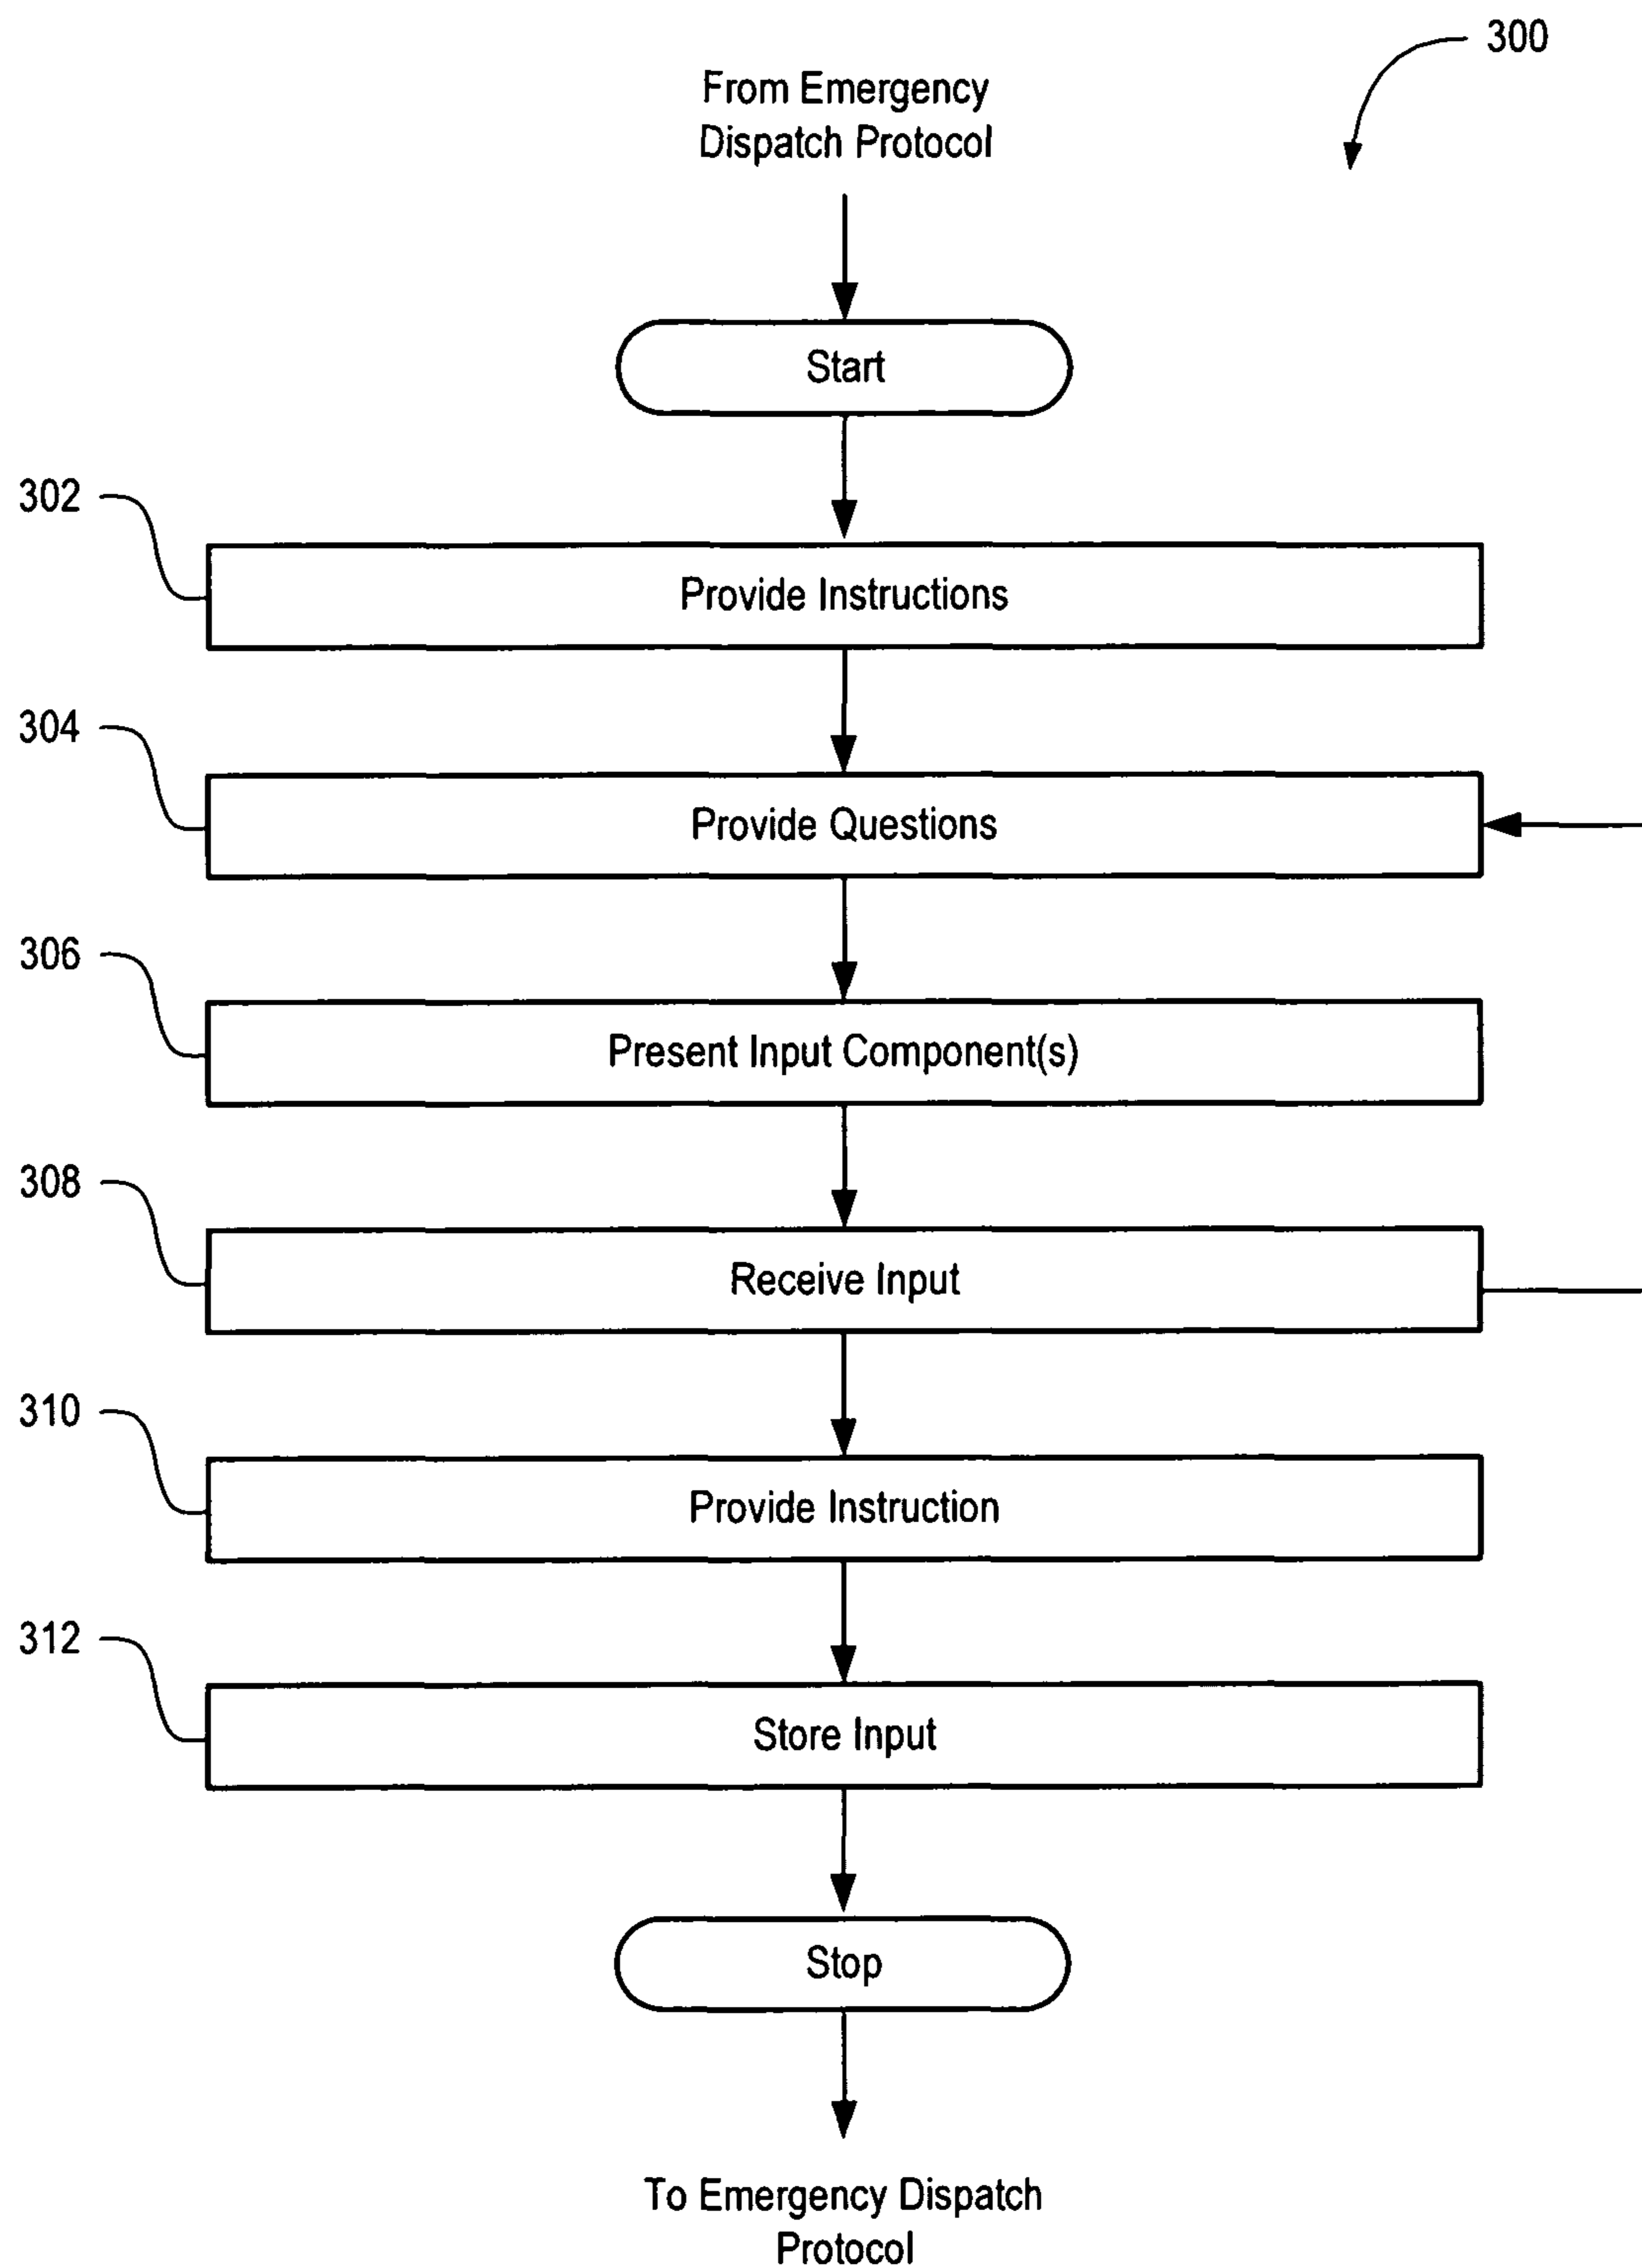 300
From Emergency
Dispatch Protocol
Start
302
Provide Instructions
304
Provide Questions
306
Present Input Component(s)
308
Receive Input
310
Provide Instruction
312
Store Input
Stop
To Emergency Dispatch
Protocol